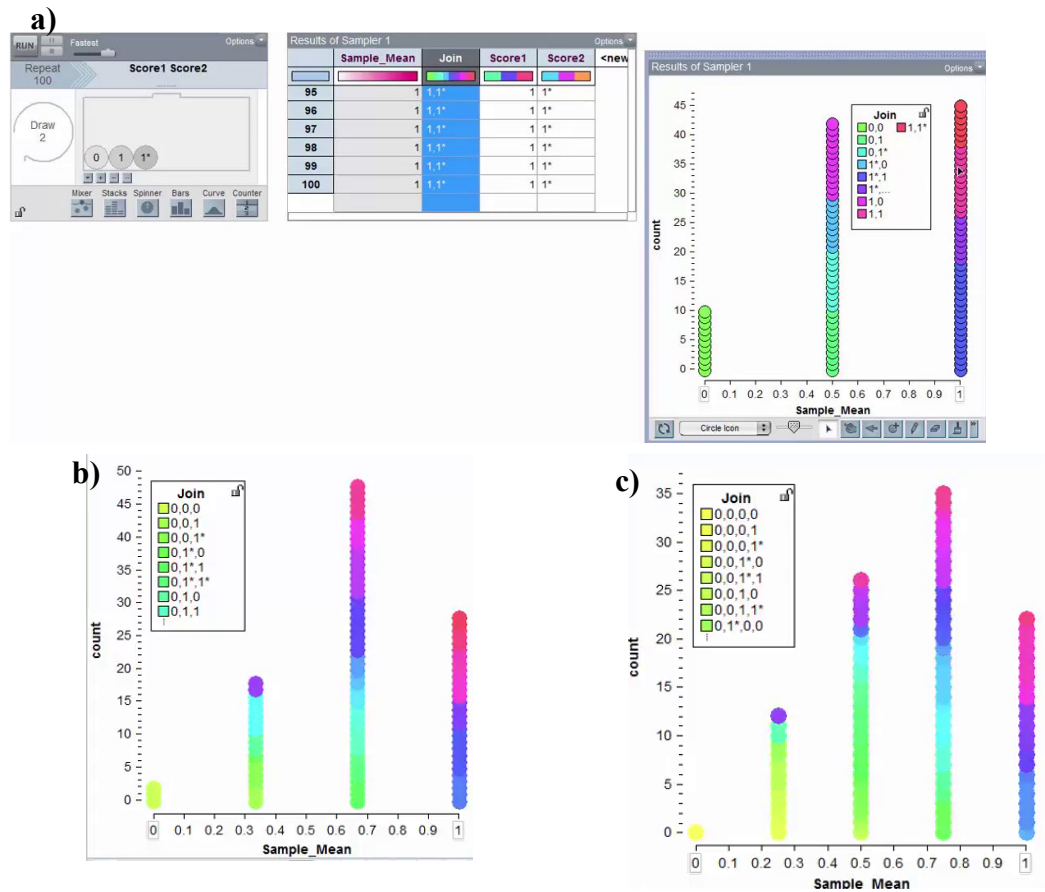 a)
RUN
Fastest
Options
Repeat
100
Score1 Score2
Draw
2
0 1 1*
Mixer Stacks Spinner Bars Curve Counter
Results of Sampler 1
Options
Sample_Mean Join Score1 Score2 <new
95 1 1,1* 1 1*
96 1 1,1* 1 1*
97 1 1,1* 1 1*
98 1 1,1* 1 1*
99 1 1,1* 1 1*
100 1 1,1* 1 1*
Results of Sampler 1
Options
45
40
35
30
25
20
15
10
5
0
count
Join
0,0 1,1*
0,1
0,1*
1*,0
1*,1
1*,...
1,0
1,1
0 0.1 0.2 0.3 0.4 0.5 0.6 0.7 0.8 0.9 1
Sample_Mean
Circle Icon
b)
50
45
40
35
30
25
20
15
10
5
0
count
Join
0,0,0
0,0,1
0,0,1*
0,1*,0
0,1*,1
0,1*,1*
0,1,0
0,1,1
0 0.1 0.2 0.3 0.4 0.5 0.6 0.7 0.8 0.9 1
Sample_Mean
c)
35
30
25
20
15
10
5
0
count
Join
0,0,0,0
0,0,0,1
0,0,0,1*
0,0,1*,0
0,0,1*,1
0,0,1,0
0,0,1,1*
0,1*,0,0
0 0.1 0.2 0.3 0.4 0.5 0.6 0.7 0.8 0.9 1
Sample_Mean